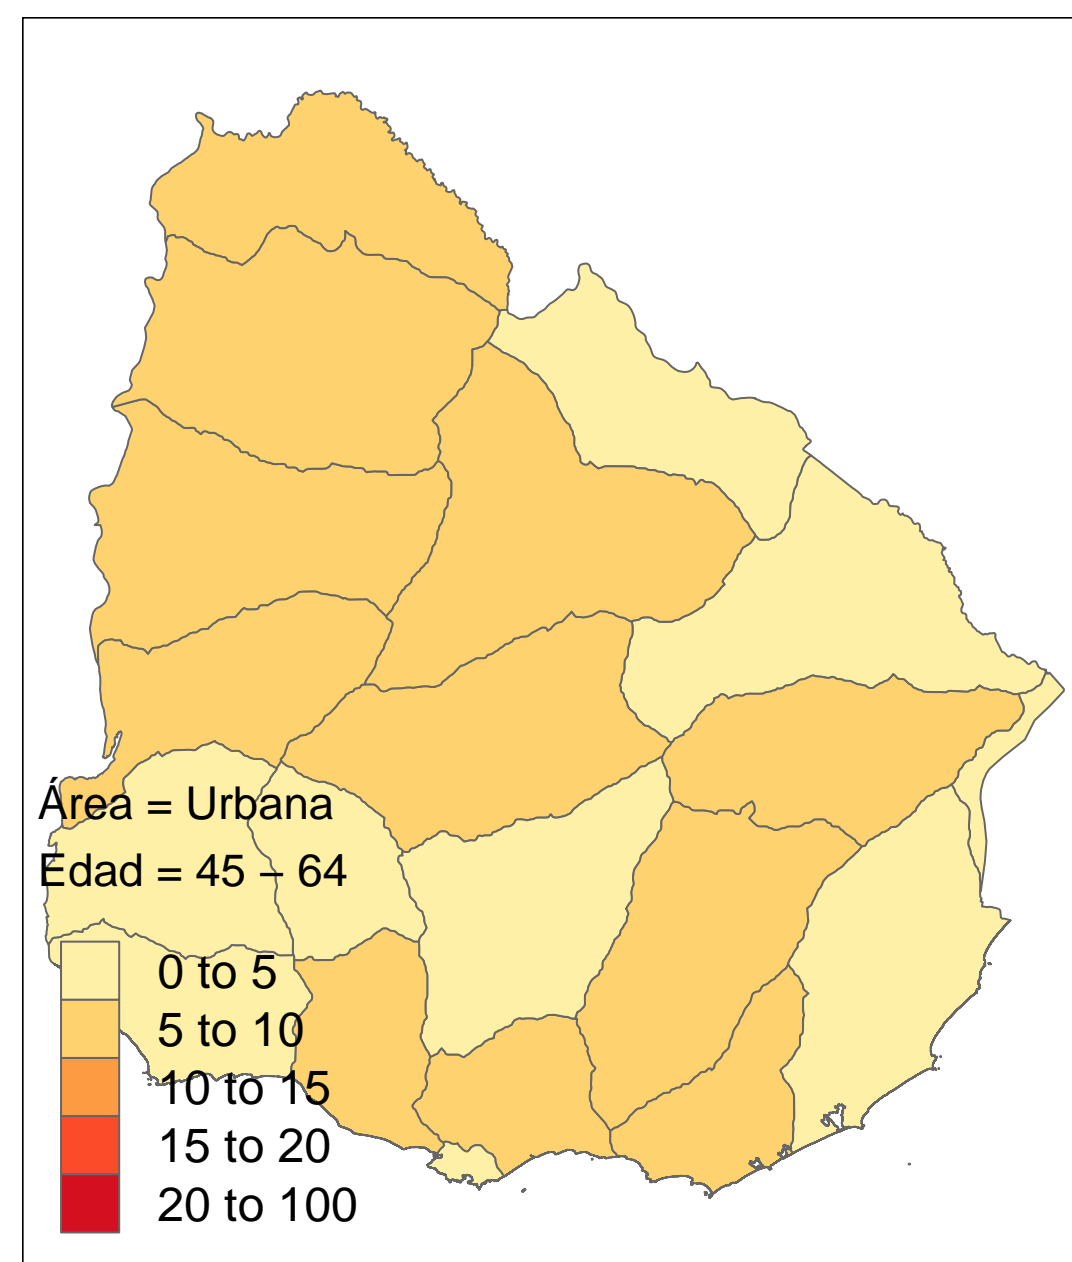 Área = Urbana
Edad = 45 – 64
0 to 5
5 to 10
10 to 15
15 to 20
20 to 100